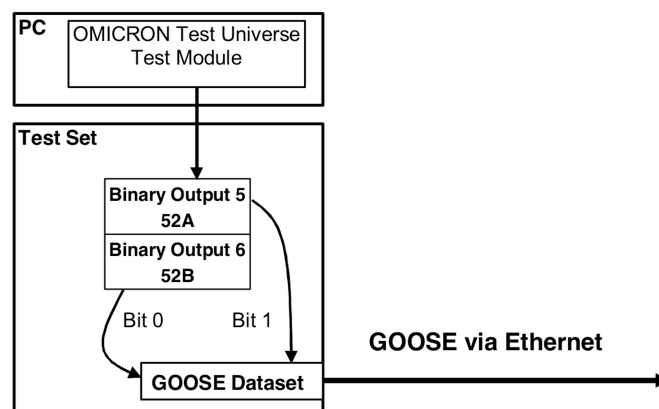 PC
OMICRON Test Universe
Test Module
Test Set
Binary Output 5
52A
Binary Output 6
52B
Bit 0
Bit 1
GOOSE via Ethernet
GOOSE Dataset